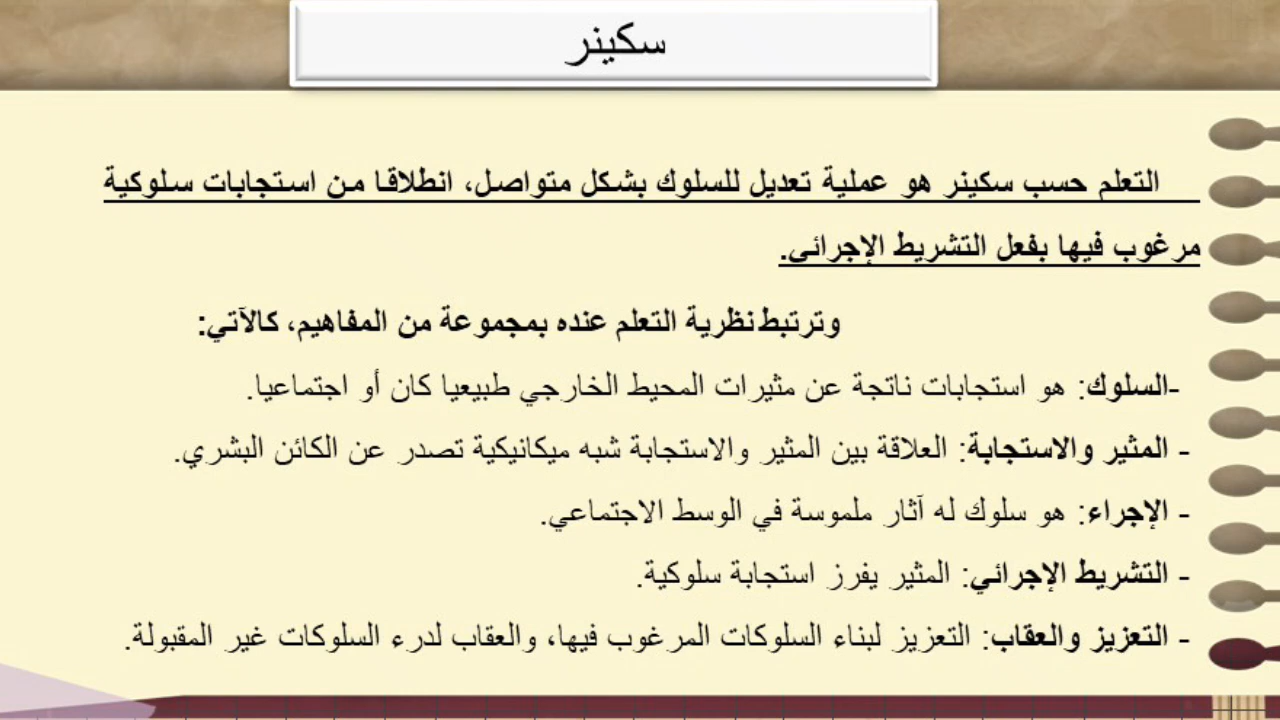 سكينر
التعلم حسب سكينر هو عملية تعديل للسلوك بشكل متواصل، انطلاقا من استجابات سلوكية
مرغوب فيها بفعل التشريط الإجرائي.
وترتبط نظرية التعلم عنده بمجموعة من المفاهيم، كالآتي:
-السلوك: هو استجابات ناتجة عن مثيرات المحيط الخارجي طبيعيا كان أو اجتماعيا.
- المثير والاستجابة: العلاقة بين المثير والاستجابة شبه ميكانيكية تصدر عن الكائن البشري.
- الإجراء: هو سلوك له آثار ملموسة في الوسط الاجتماعي.
- التشريط الإجرائي: المثير يفرز استجابة سلوكية.
- التعزيز والعقاب: التعزيز لبناء السلوكات المرغوب فيها، والعقاب لدرء السلوكات غير المقبولة.